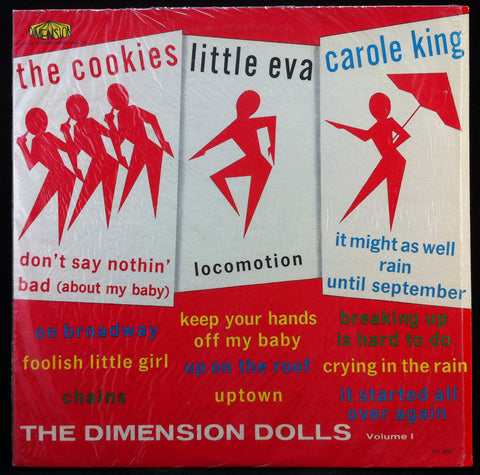 DIMENSION
the cookies
little eva
carole king
don't say nothin'
bad (about my baby)
locomotion
it might as well
rain
until september
on broadway
foolish little girl
chains
keep your hands
off my baby
up on the roof
uptown
breaking up
is hard to do
crying in the rain
it started all
over again
THE DIMENSION DOLLS Volume I